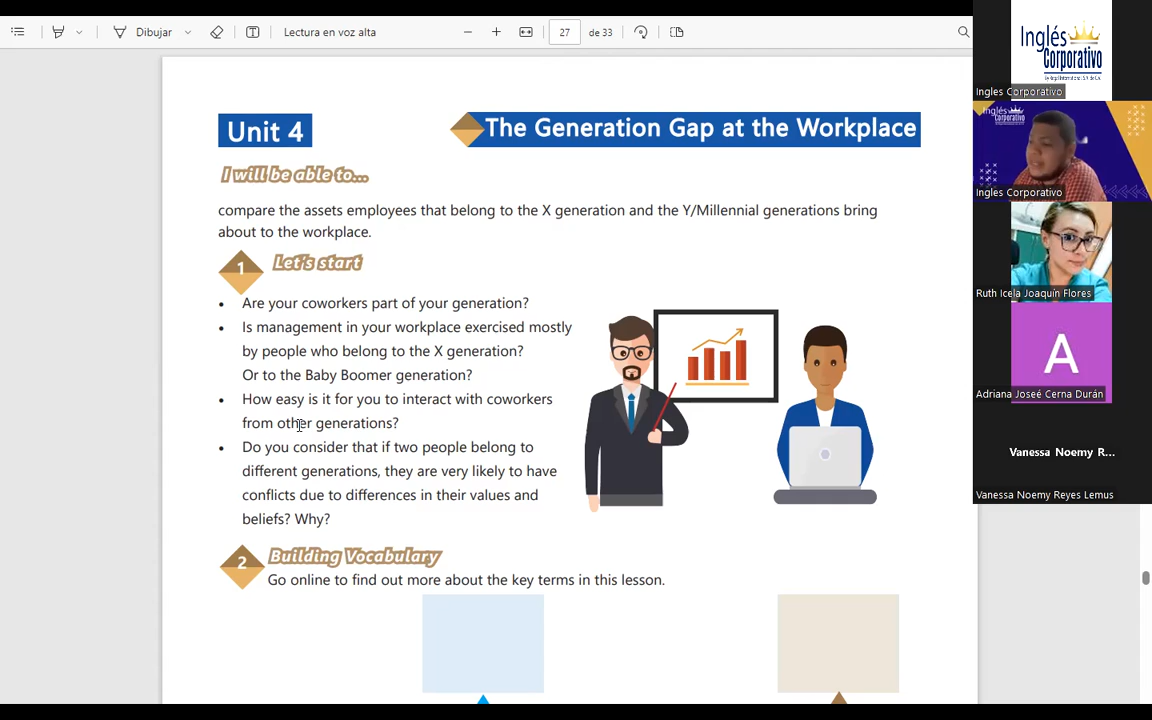 Dibujar
Lectura en voz alta
27
de 33
Unit 4
The Generation Gap at the Workplace
I will be able to...
compare the assets employees that belong to the X generation and the Y/Millennial generations bring
about to the workplace.
1
Let's start
• Are your coworkers part of your generation?
• Is management in your workplace exercised mostly
by people who belong to the X generation?
Or to the Baby Boomer generation?
• How easy is it for you to interact with coworkers
from other generations?
• Do you consider that if two people belong to
different generations, they are very likely to have
conflicts due to differences in their values and
beliefs? Why?
2
Building Vocabulary
Go online to find out more about the key terms in this lesson.
Inglés
Corporativo
Ingles Corporativo
Inglés
Corporativo
Ingles Corporativo
Ruth Icela Joaquín Flores
A
Adriana Joseé Cerna Durán
Vanessa Noemy R...
Vanessa Noemy Reyes Lemus